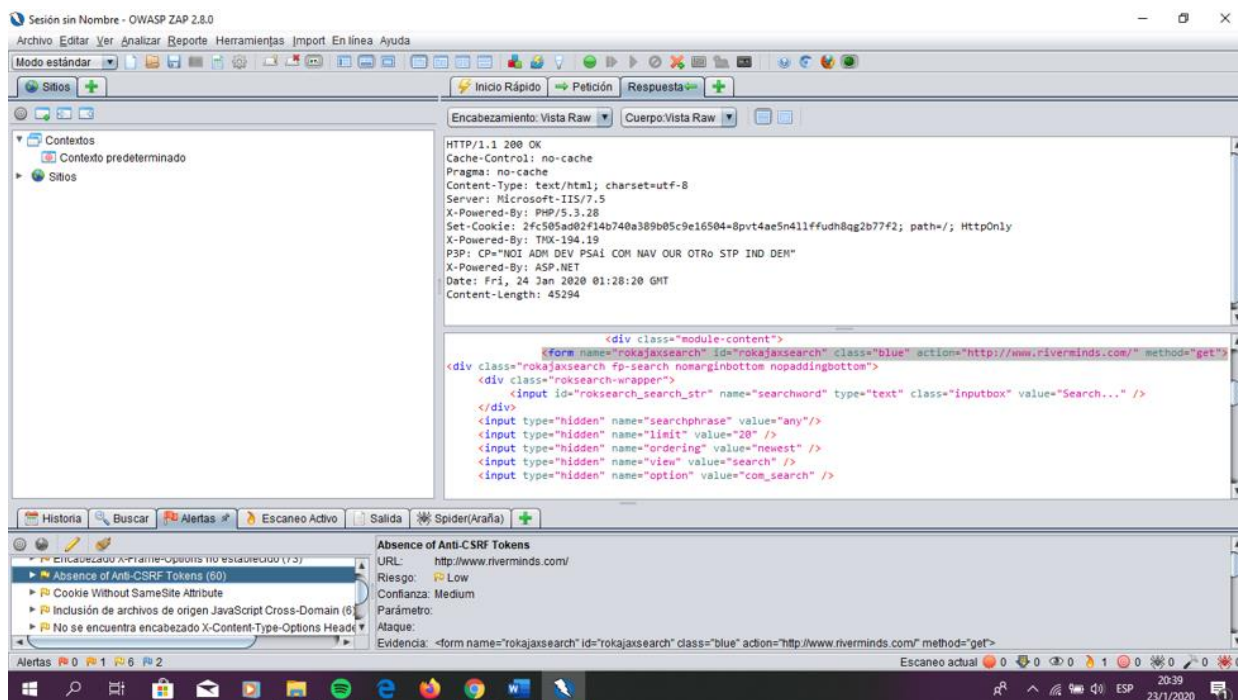 Sesión sin Nombre - OWASP ZAP 2.8.0
Archivo Editar Ver Analizar Reporte Herramientas Import En línea Ayuda
Modo estándar
Sitios
Inicio Rápido
Petición
Respuesta
Encabezamiento: Vista Raw
Cuerpo:Vista Raw
Contextos
Contexto predeterminado
Sitios
HTTP/1.1 200 OK
Cache-Control: no-cache
Pragma: no-cache
Content-Type: text/html; charset=utf-8
Server: Microsoft-IIS/7.5
X-Powered-By: PHP/5.3.28
Set-Cookie: 2fc505ad02f14b740a389b05c9e16504=8pvt4ae5n4llffudh8qg2b77f2; path=/; HttpOnly
X-Powered-By: TMX-194.19
P3P: CP="NOI ADM DEV PSAi COM NAV OUR OTRo STP IND DEM"
X-Powered-By: ASP.NET
Date: Fri, 24 Jan 2020 01:28:20 GMT
Content-Length: 45294
<div class="module-content">
<form name="rokajaxsearch" id="rokajaxsearch" class="blue" action="http://www.riverminds.com/" method="get">
<div class="rokajaxsearch fp-search nomarginbottom nopaddingbottom">
<div class="roksearch-wrapper">
<input id="roksearch_search_str" name="searchword" type="text" class="inputbox" value="Search..." />
</div>
<input type="hidden" name="searchphrase" value="any"/>
<input type="hidden" name="limit" value="20" />
<input type="hidden" name="ordering" value="newest" />
<input type="hidden" name="view" value="search" />
<input type="hidden" name="option" value="com_search" />
Historia
Buscar
Alertas
Escaneo Activo
Salida
Spider(Araña)
Encabezado X-Frame-Options no establecido (73)
Absence of Anti-CSRF Tokens (60)
Cookie Without SameSite Attribute
Inclusión de archivos de origen JavaScript Cross-Domain (6
No se encuentra encabezado X-Content-Type-Options Heade
Absence of Anti-CSRF Tokens
URL: http://www.riverminds.com/
Riesgo: Low
Confianza: Medium
Parámetro:
Ataque:
Evidencia: <form name="rokajaxsearch" id="rokajaxsearch" class="blue" action="http://www.riverminds.com/" method="get">
Alertas 0 1 6 2
Escaneo actual 0 0 0 1 0 0 0 0
ESP
20:39
23/1/2020